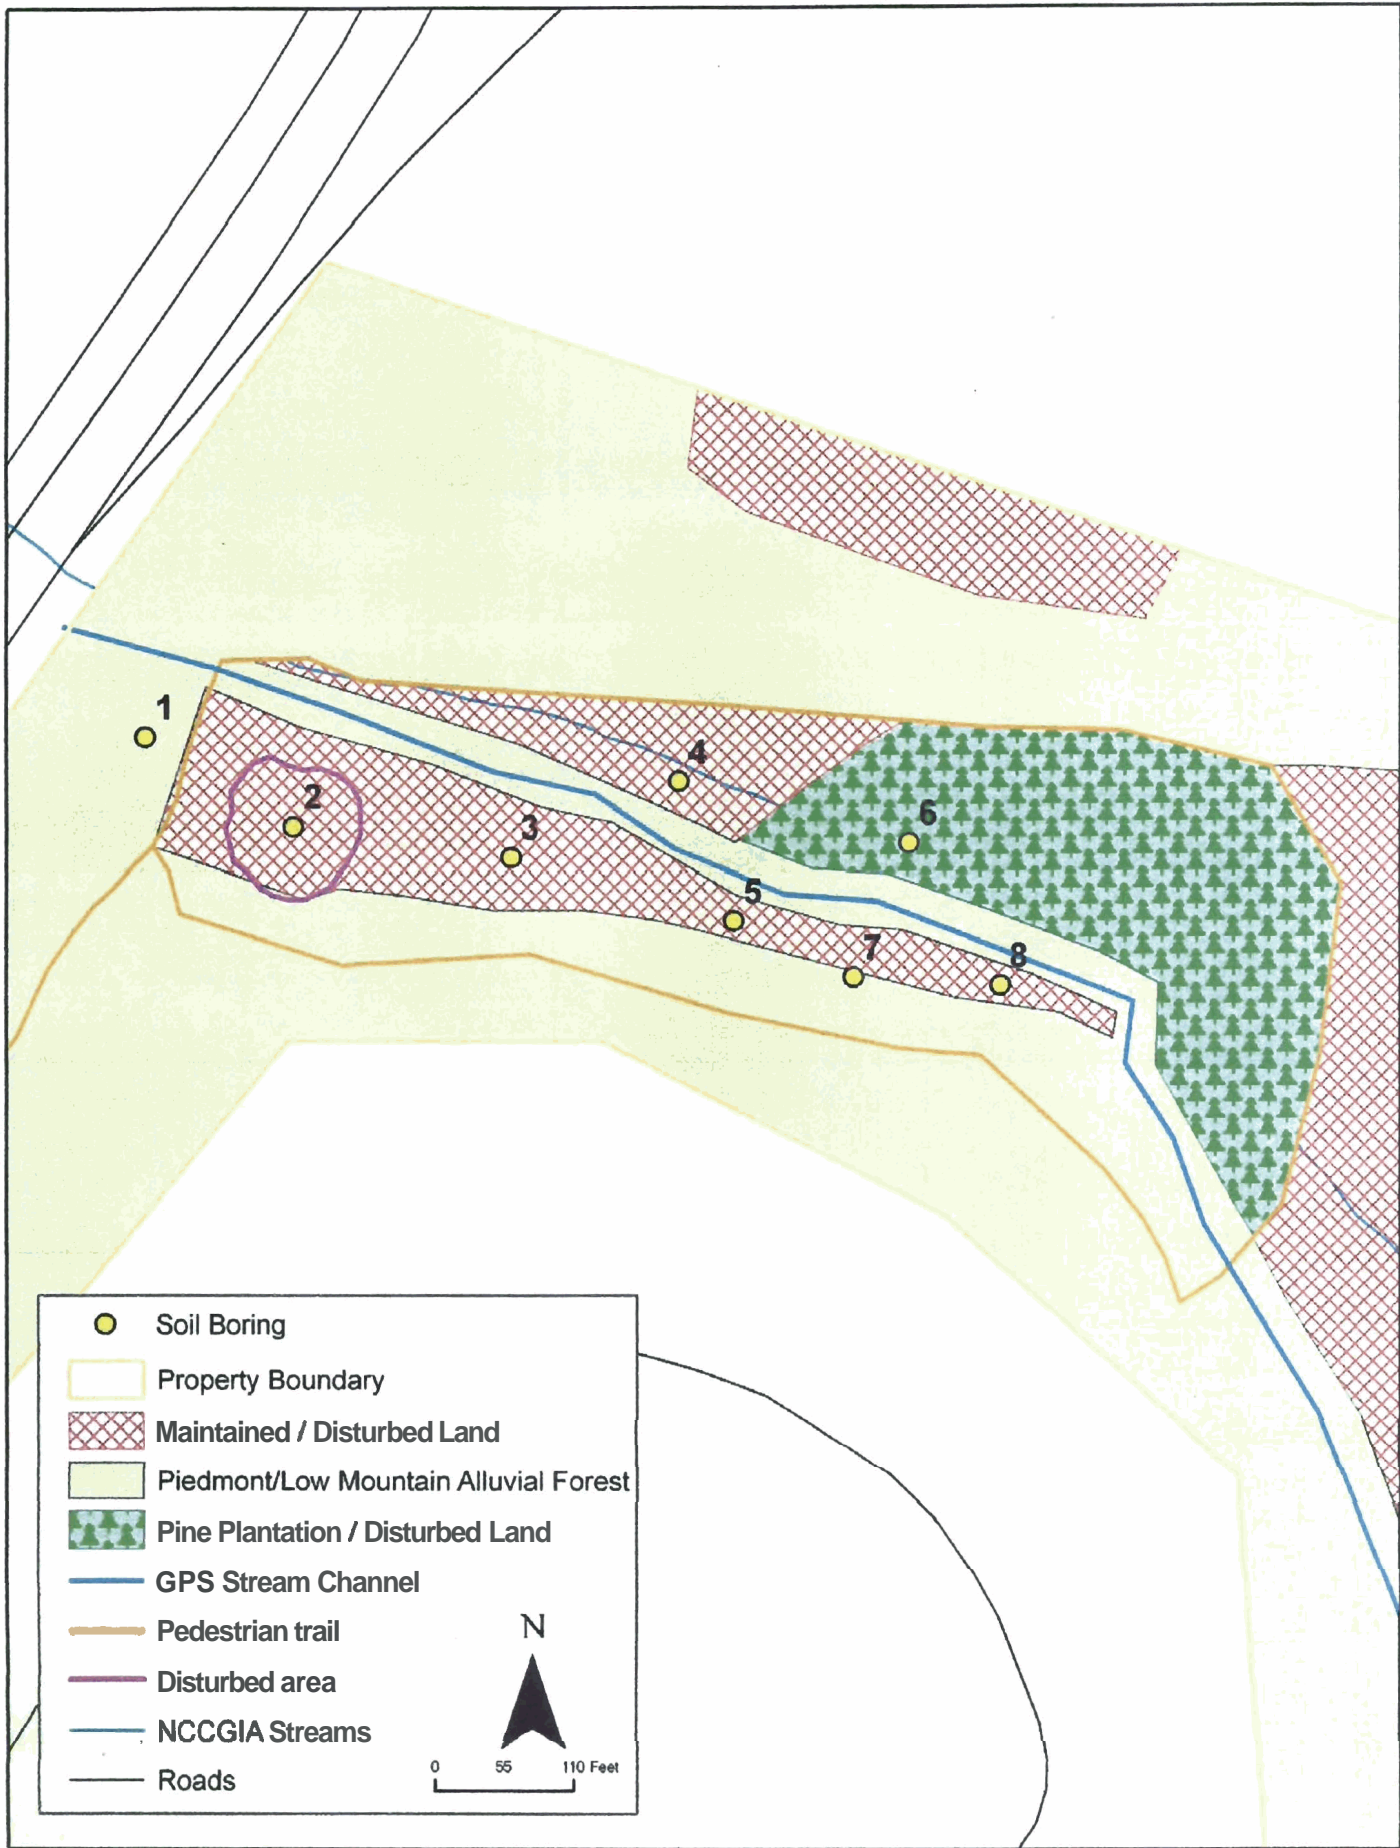 1
2
3
4
5
6
7
8
Soil Boring
Property Boundary
Maintained / Disturbed Land
Piedmont/Low Mountain Alluvial Forest
Pine Plantation / Disturbed Land
GPS Stream Channel
Pedestrian trail
Disturbed area
NCCGIA Streams
Roads
N
0 55 110 Feet